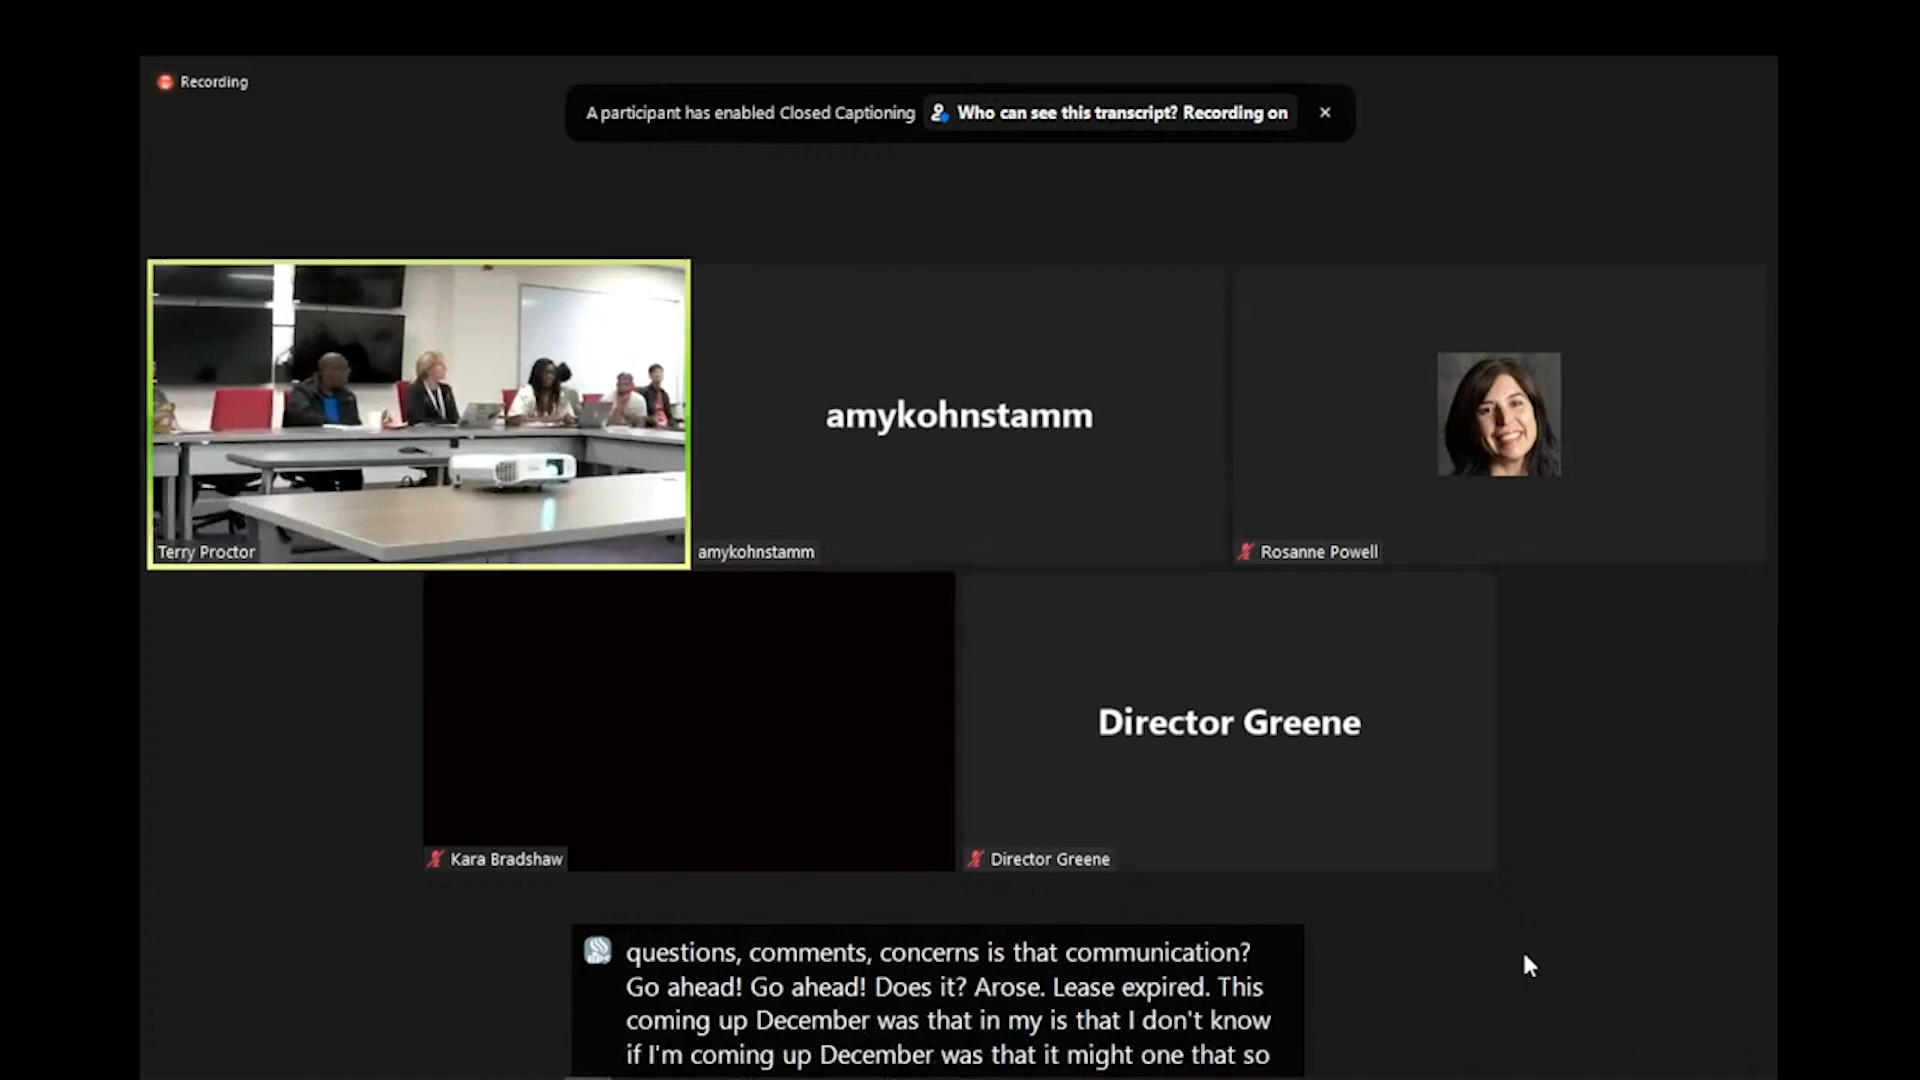 Recording
A participant has enabled Closed Captioning Who can see this transcript? Recording on
amykohnstamm
Terry Proctor
amykohnstamm
Rosanne Powell
Director Greene
Kara Bradshaw
Director Greene
questions, comments, concerns is that communication?
Go ahead! Go ahead! Does it? Arose. Lease expired. This
coming up December was that in my is that I don't know
if I'm coming up December was that it might one that so